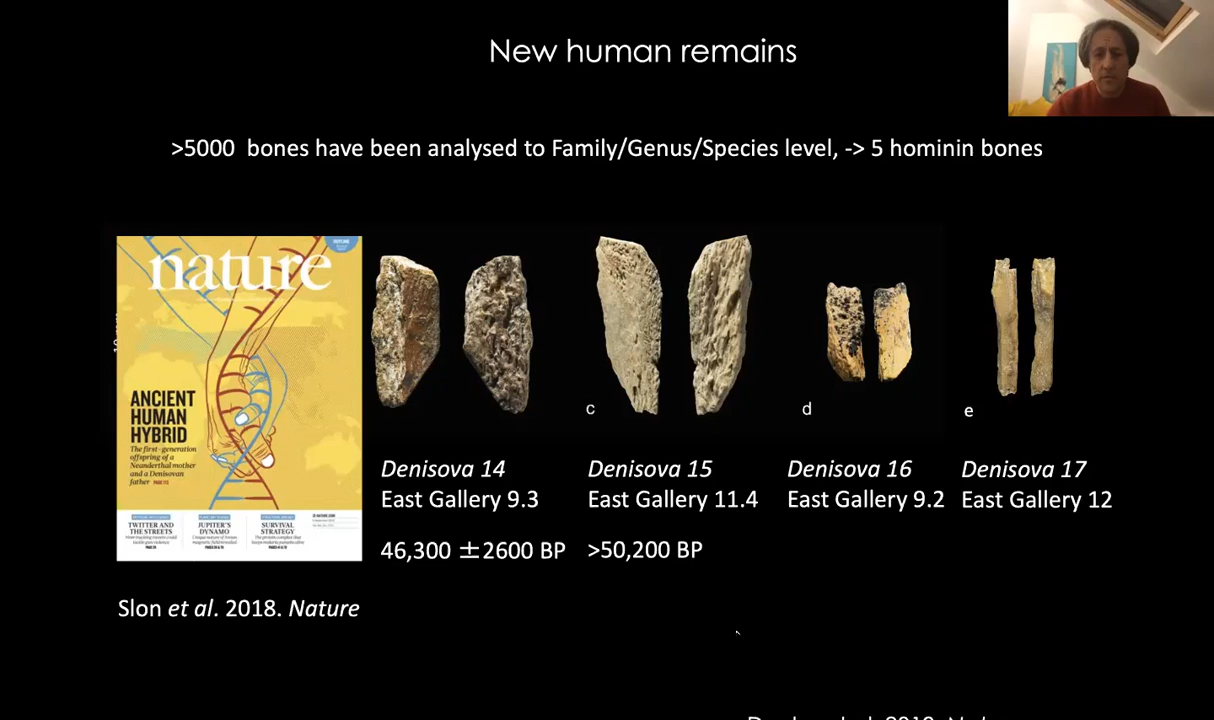 New human remains
>5000 bones have been analysed to Family/Genus/Species level, -> 5 hominin bones
nature
ANCIENT
HUMAN
HYBRID
The first-generation
offspring of a
Neanderthal mother
and a Denisovan
father
TWITTER AND
THE STREETS
JUPITER'S
DYNAMO
SURVIVAL
STRATEGY
c
d
e
Denisova 14
East Gallery 9.3
46,300 ±2600 BP
Denisova 15
East Gallery 11.4
>50,200 BP
Denisova 16
East Gallery 9.2
Denisova 17
East Gallery 12
Slon et al. 2018. Nature